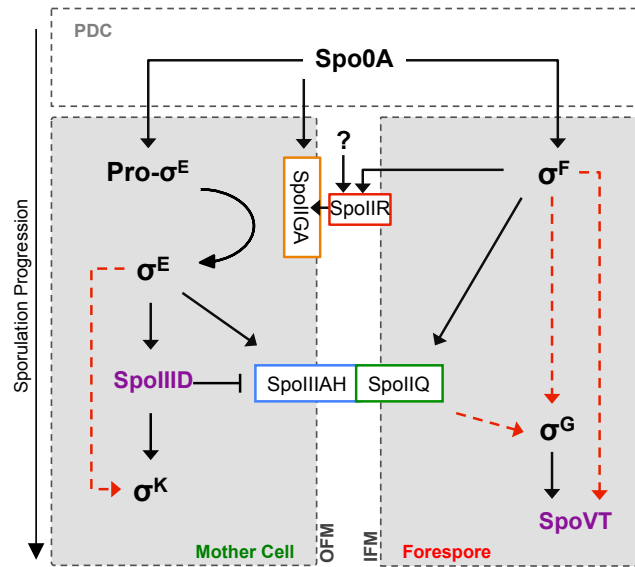 PDC
Spo0A
Sporulation Progression
?
Pro-σE
SpoIIGA
SpoIIR
σF
σE
SpoIIID
SpoIIIAH
SpoIIQ
σG
σK
SpoVT
Mother Cell
OFM
IFM
Forespore